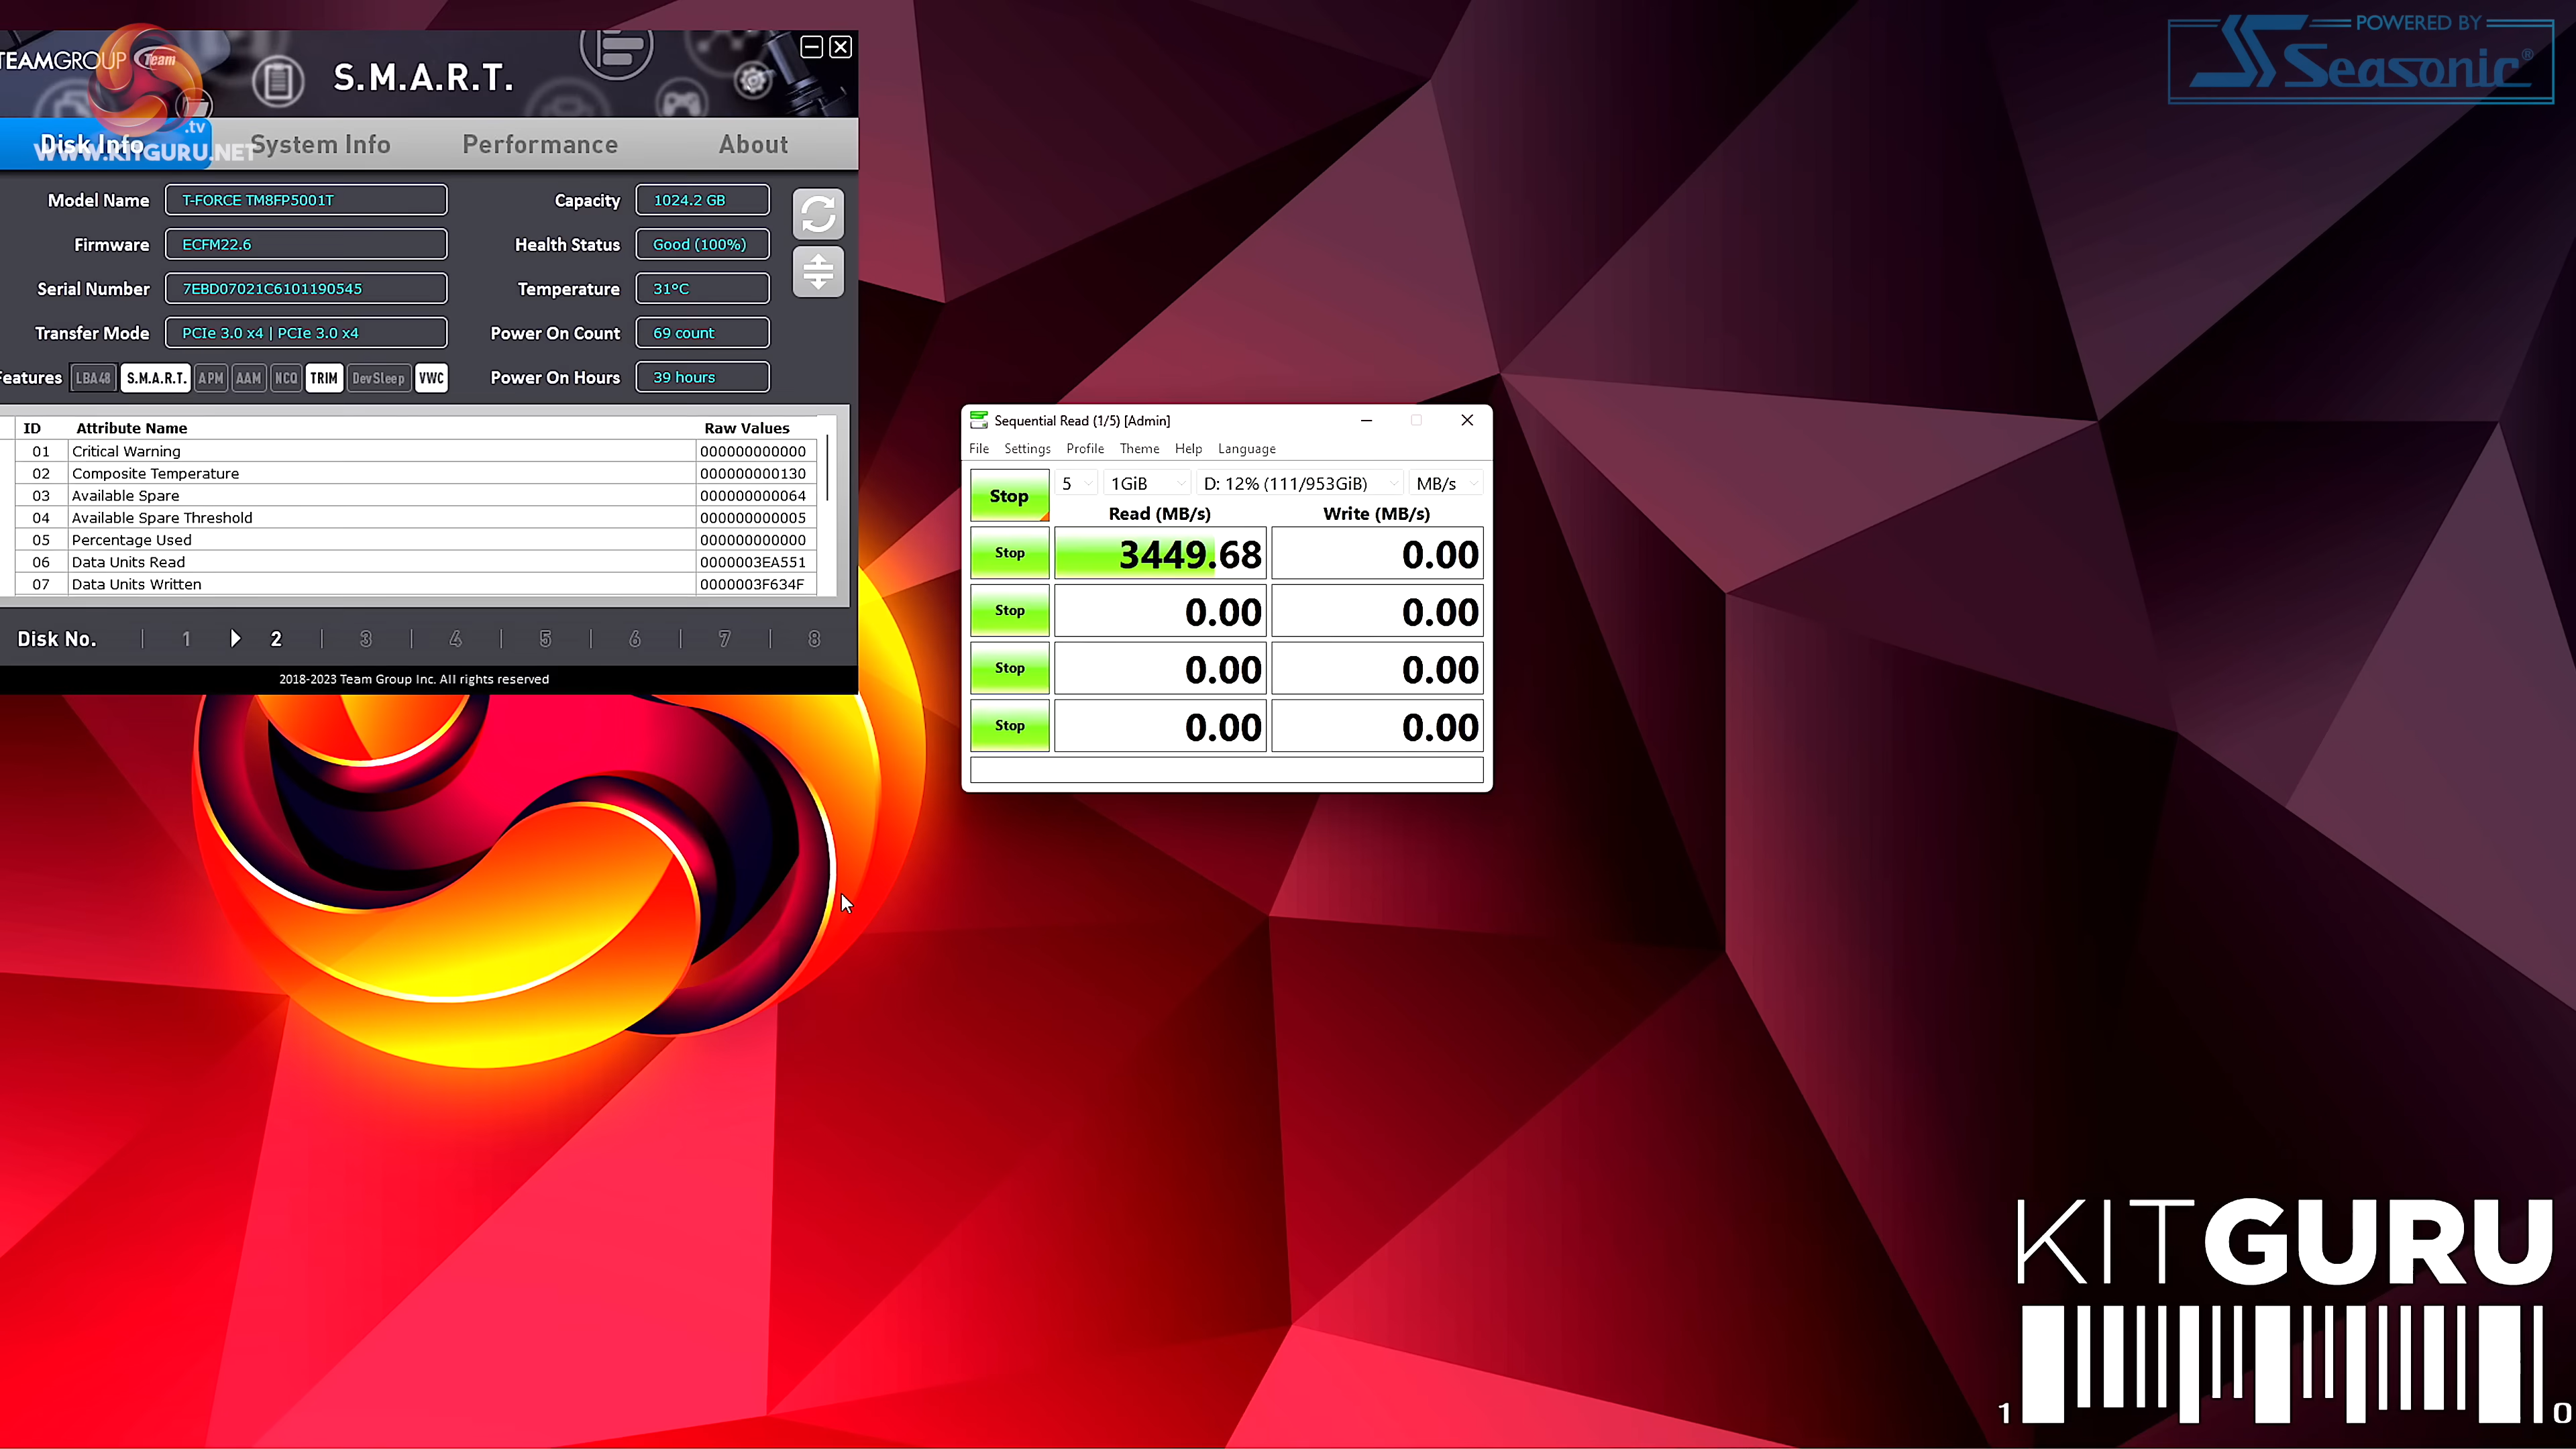 POWERED BY
Seasonic®
TEAMGROUP Team
S.M.A.R.T.
.tv
WWW.KITGURU.NET
Disk Info System Info Performance About
Model Name T-FORCE TM8FP5001T Capacity 1024.2 GB
Firmware ECFM22.6 Health Status Good (100%)
Serial Number 7EBD07021C6101190545 Temperature 31°C
Transfer Mode PCIe 3.0 x4 | PCIe 3.0 x4 Power On Count 69 count
Features LBA48 S.M.A.R.T. APM AAM NCQ TRIM DevSleep VWC Power On Hours 39 hours
ID Attribute Name Raw Values
01 Critical Warning 000000000000
02 Composite Temperature 000000000130
03 Available Spare 000000000064
04 Available Spare Threshold 000000000005
05 Percentage Used 000000000000
06 Data Units Read 0000003EA551
07 Data Units Written 0000003F634F
Disk No. | 1 2 | 3 | 4 | 5 | 6 | 7 | 8
2018-2023 Team Group Inc. All rights reserved
Sequential Read (1/5) [Admin]
File Settings Profile Theme Help Language
Stop 5 1GiB D: 12% (111/953GiB) MB/s
Read (MB/s) Write (MB/s)
Stop 3449.68 0.00
Stop 0.00 0.00
Stop 0.00 0.00
Stop 0.00 0.00
KITGURU
1 0